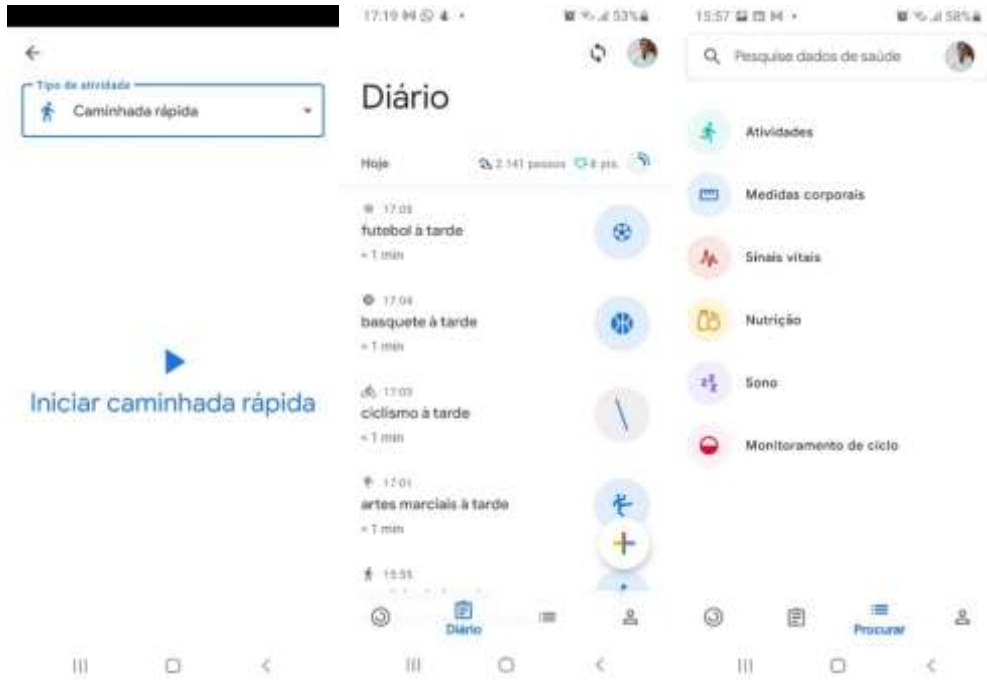 Tipo de atividade
Caminhada rápida
Iniciar caminhada rápida
17:19 53%
Diário
Hoje 2.141 passos 8 pts.
17:05
futebol à tarde
< 1 min
17:04
basquete à tarde
< 1 min
17:03
ciclismo à tarde
< 1 min
17:01
artes marciais à tarde
< 1 min
15:55
Diário
15:57 58%
Pesquise dados de saúde
Atividades
Medidas corporais
Sinais vitais
Nutrição
Sono
Monitoramento de ciclo
Procurar